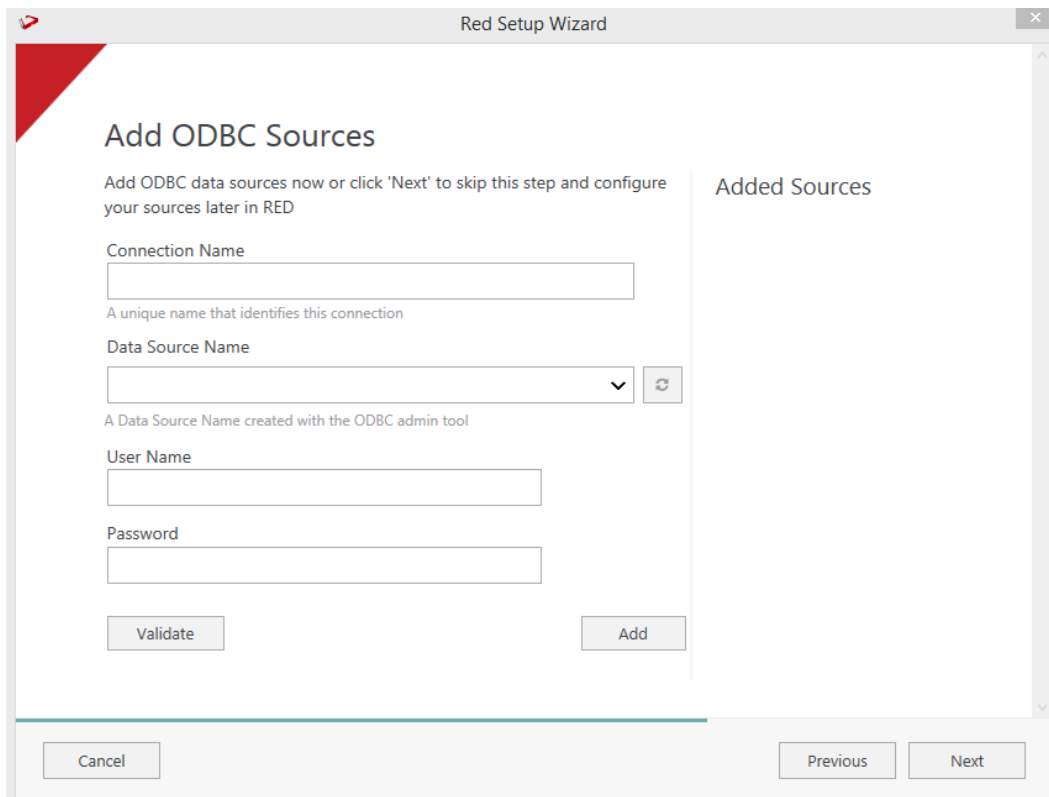 Red Setup Wizard
Add ODBC Sources
Add ODBC data sources now or click 'Next' to skip this step and configure
your sources later in RED
Added Sources
Connection Name
A unique name that identifies this connection
Data Source Name
A Data Source Name created with the ODBC admin tool
User Name
Password
Validate
Add
Cancel
Previous
Next